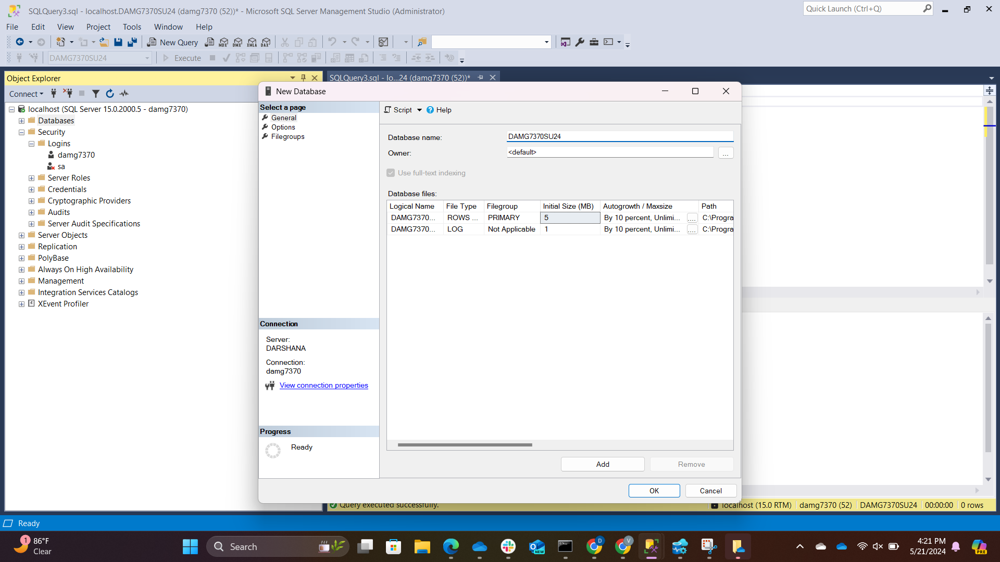 SQLQuery3.sql - localhost.DAMG7370SU24 (damg7370 (52))* - Microsoft SQL Server Management Studio (Administrator)
Quick Launch (Ctrl+Q)
File Edit View Project Tools Window Help
New Query MDX DMX XMLA DAX
DAMG7370SU24 Execute
Object Explorer
SQLQuery3.sql - lo...24 (damg7370 (52))*
Connect
localhost (SQL Server 15.0.2000.5 - damg7370)
Databases
Security
Logins
damg7370
sa
Server Roles
Credentials
Cryptographic Providers
Audits
Server Audit Specifications
Server Objects
Replication
PolyBase
Always On High Availability
Management
Integration Services Catalogs
XEvent Profiler
New Database
Select a page
General
Options
Filegroups
Connection
Server:
DARSHANA
Connection:
damg7370
View connection properties
Progress
Ready
Script Help
Database name: DAMG7370SU24
Owner: <default> ...
Use full-text indexing
Database files:
Logical Name File Type Filegroup Initial Size (MB) Autogrowth / Maxsize Path
DAMG7370... ROWS ... PRIMARY 5 By 10 percent, Unlimi... .... C:\Progra
DAMG7370... LOG Not Applicable 1 By 10 percent, Unlimi... .... C:\Progra
Add Remove
OK Cancel
Query executed successfully.
localhost (15.0 RTM) damg7370 (52) DAMG7370SU24 00:00:00 0 rows
Ready
1 86°F
Clear
Search
NEW
D
V
4:21 PM
5/21/2024
PRE